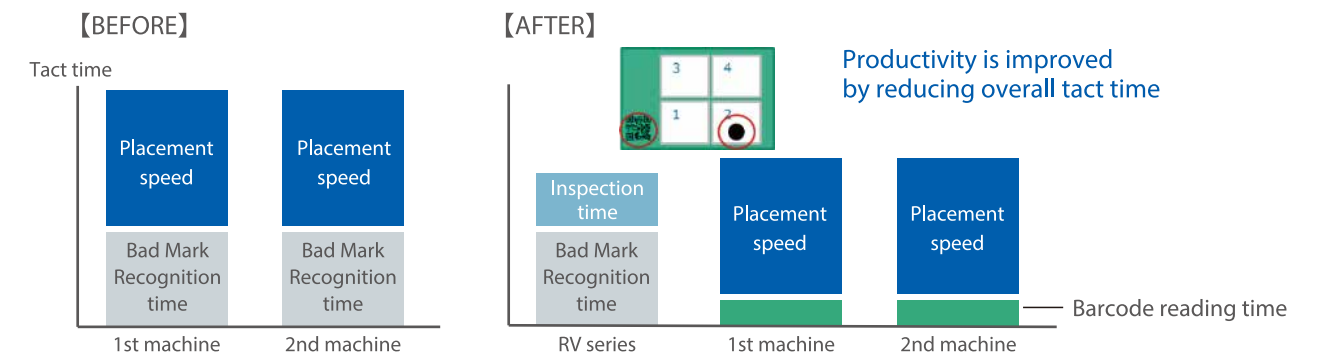 【BEFORE】
Tact time
Placement
speed
Placement
speed
Bad Mark
Recognition
time
Bad Mark
Recognition
time
1st machine
2nd machine
【AFTER】
3
4
1
2
Productivity is improved
by reducing overall tact time
Inspection
time
Bad Mark
Recognition
time
Placement
speed
Placement
speed
Barcode reading time
RV series
1st machine
2nd machine